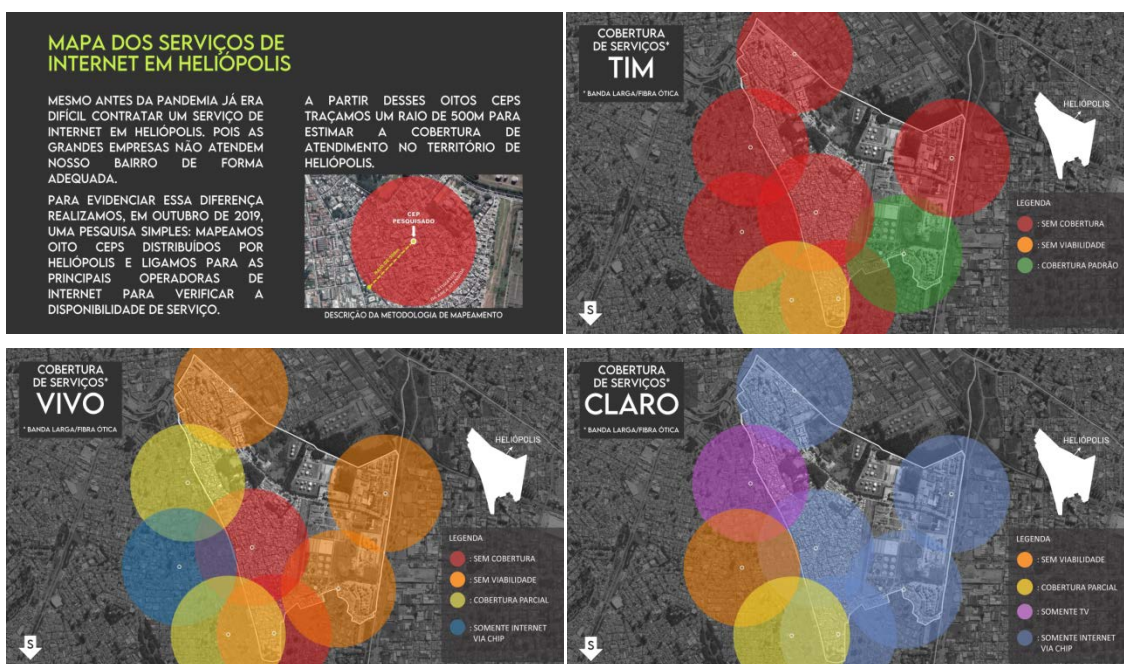 MAPA DOS SERVIÇOS DE
INTERNET EM HELIÓPOLIS
MESMO ANTES DA PANDEMIA JÁ ERA
DIFÍCIL CONTRATAR UM SERVIÇO DE
INTERNET EM HELIÓPOLIS. POIS AS
GRANDES EMPRESAS NÃO ATENDEM
NOSSO BAIRRO DE FORMA
ADEQUADA.
PARA EVIDENCIAR ESSA DIFERENÇA
REALIZAMOS, EM OUTUBRO DE 2019,
UMA PESQUISA SIMPLES: MAPEAMOS
OITO CEPS DISTRIBUÍDOS POR
HELIÓPOLIS E LIGAMOS PARA AS
PRINCIPAIS OPERADORAS DE
INTERNET PARA VERIFICAR A
DISPONIBILIDADE DE SERVIÇO.
A PARTIR DESSES OITOS CEPS
TRAÇAMOS UM RAIO DE 500M PARA
ESTIMAR A COBERTURA DE
ATENDIMENTO NO TERRITÓRIO DE
HELIÓPOLIS.
CEP
PESQUISADO
DESCRIÇÃO DA METODOLOGIA DE MAPEAMENTO
COBERTURA
DE SERVIÇOS*
TIM
* BANDA LARGA/FIBRA ÓTICA
HELIÓPOLIS
LEGENDA
: SEM COBERTURA
: SEM VIABILIDADE
: COBERTURA PADRÃO
S
COBERTURA
DE SERVIÇOS*
VIVO
* BANDA LARGA/FIBRA ÓTICA
HELIÓPOLIS
LEGENDA
: SEM COBERTURA
: SEM VIABILIDADE
: COBERTURA PARCIAL
: SOMENTE INTERNET
VIA CHIP
S
COBERTURA
DE SERVIÇOS*
CLARO
* BANDA LARGA/FIBRA ÓTICA
HELIÓPOLIS
LEGENDA
: SEM VIABILIDADE
: COBERTURA PARCIAL
: SOMENTE TV
: SOMENTE INTERNET
VIA CHIP
S